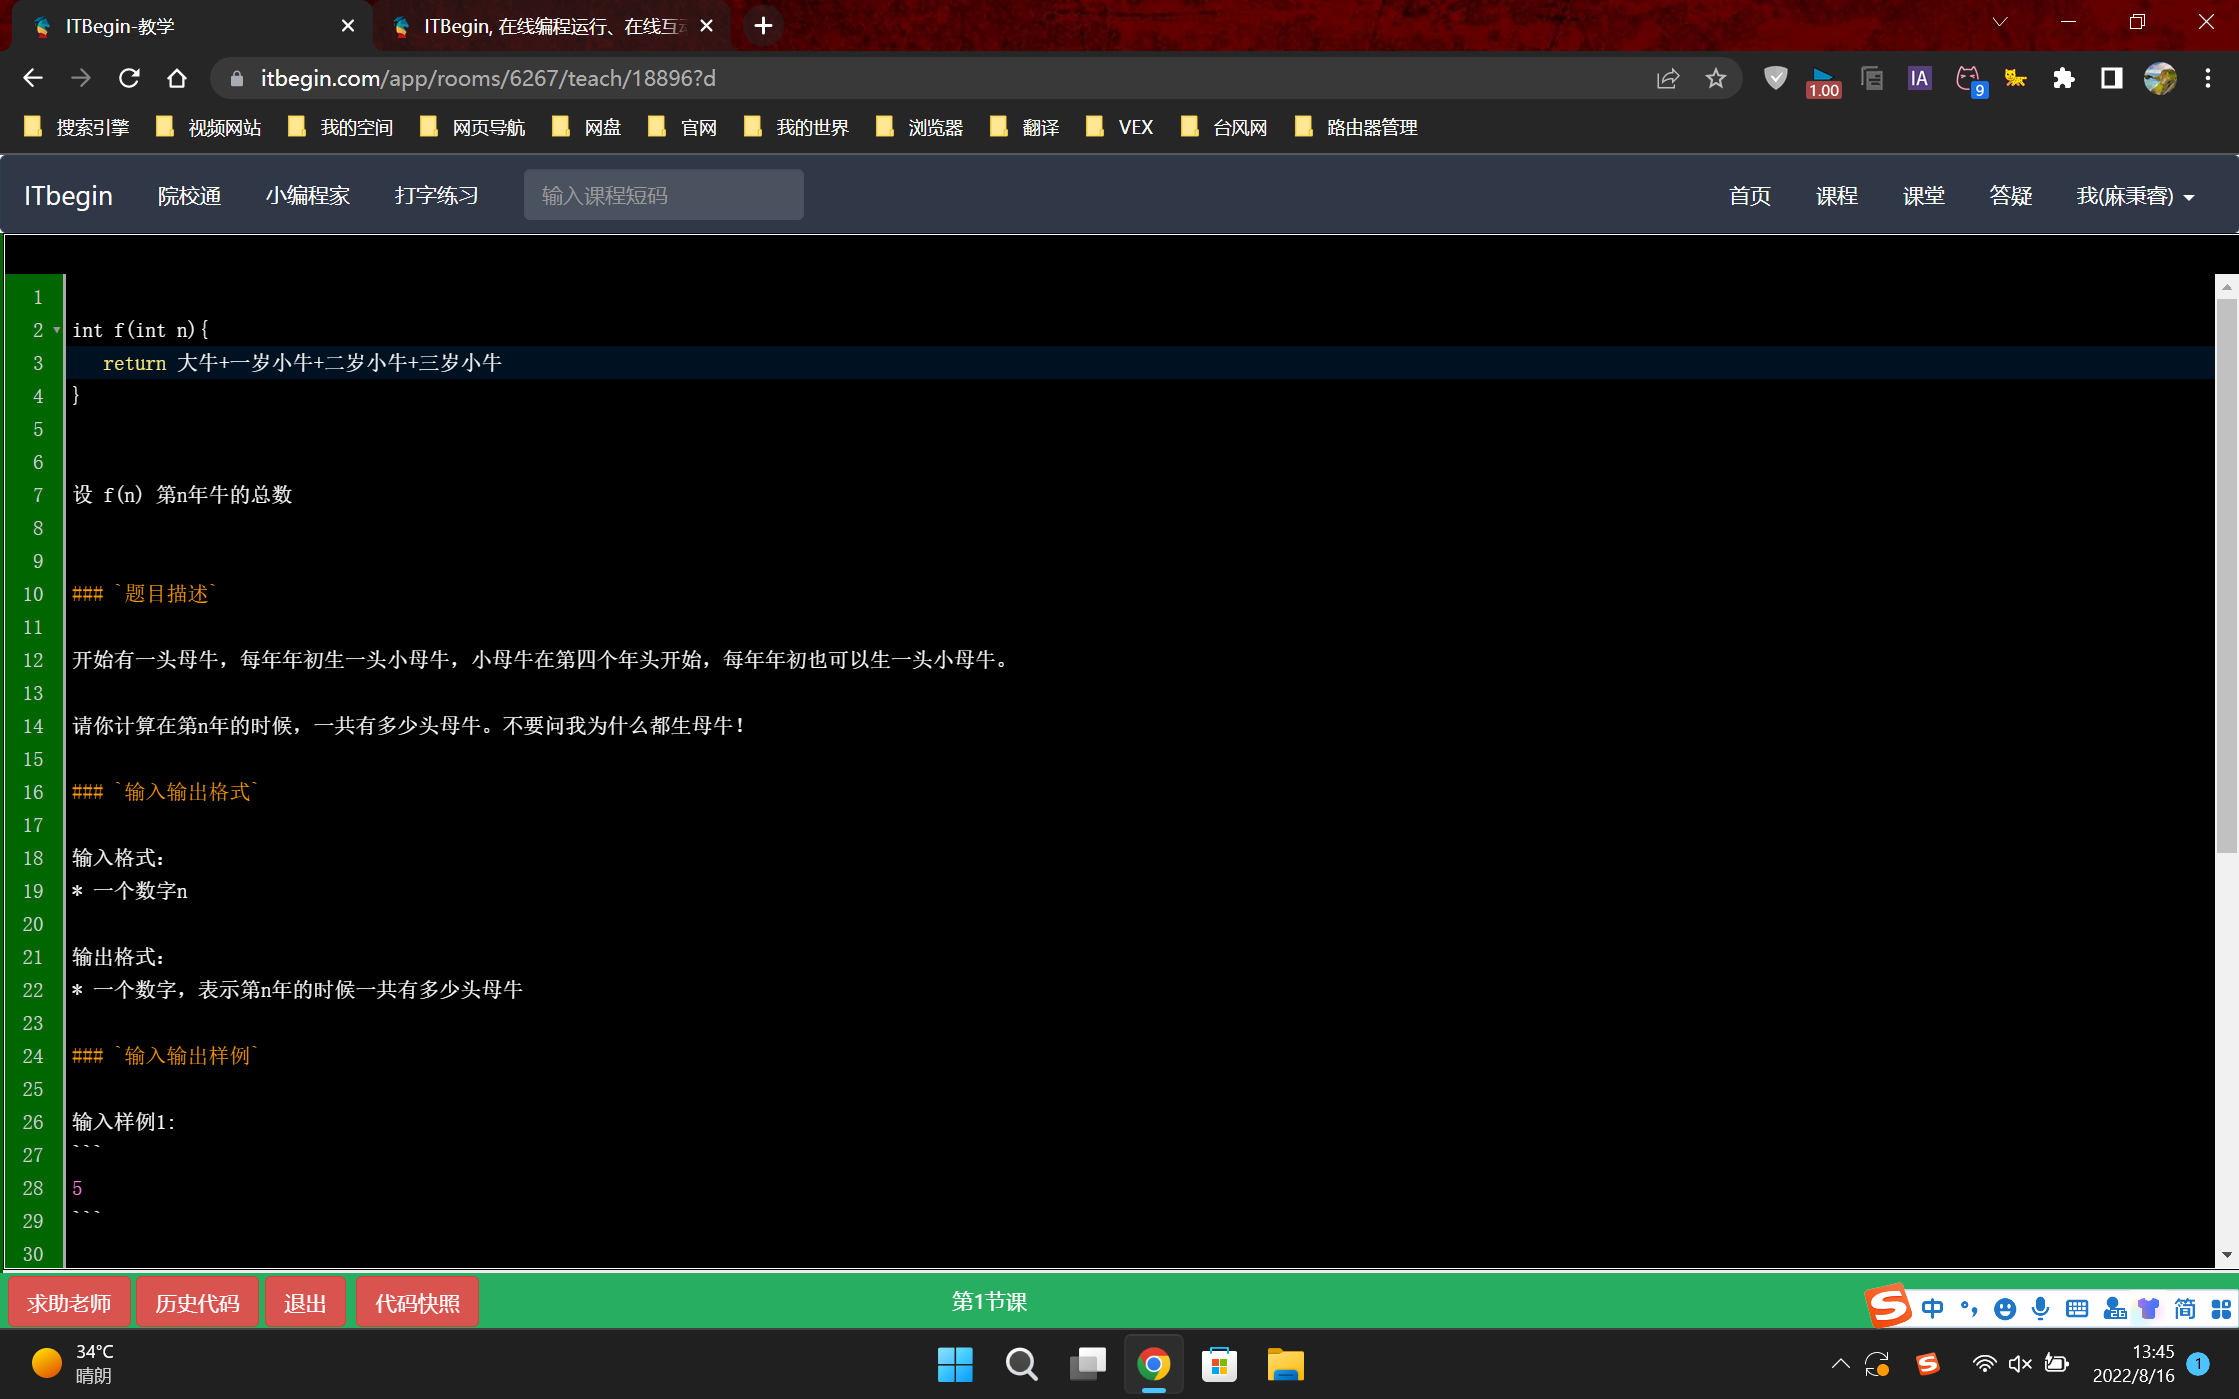 ITBegin-教学
ITBegin, 在线编程运行、在线互动
itbegin.com/app/rooms/6267/teach/18896?d
1.00
IA
9
搜索引擎 视频网站 我的空间 网页导航 网盘 官网 我的世界 浏览器 翻译 VEX 台风网 路由器管理
ITbegin 院校通 小编程家 打字练习 输入课程短码 首页 课程 课堂 答疑 我(麻秉睿)
1
2 int f(int n){
3 return 大牛+一岁小牛+二岁小牛+三岁小牛
4 }
5
6
7 设 f(n) 第n年牛的总数
8
9
10 ### `题目描述`
11
12 开始有一头母牛，每年年初生一头小母牛，小母牛在第四个年头开始，每年年初也可以生一头小母牛。
13
14 请你计算在第n年的时候，一共有多少头母牛。不要问我为什么都生母牛！
15
16 ### `输入输出格式`
17
18 输入格式：
19 * 一个数字n
20
21 输出格式：
22 * 一个数字，表示第n年的时候一共有多少头母牛
23
24 ### `输入输出样例`
25
26 输入样例1:
27 ```
28 5
29 ```
30
求助老师 历史代码 退出 代码快照 第1节课
中 简
34°C
晴朗
13:45
2022/8/16
1